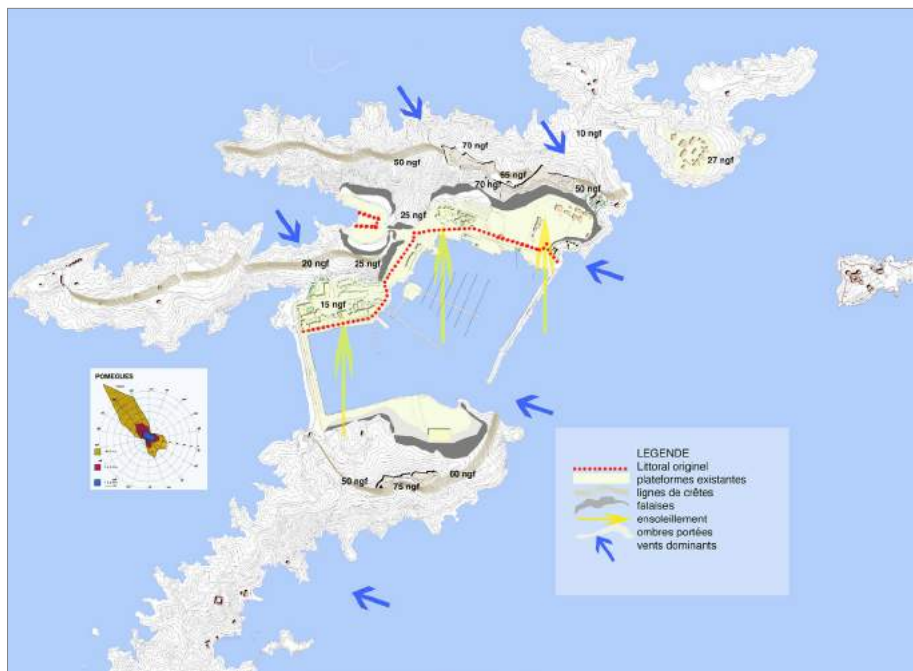 70 ngf
10 ngf
50 ngf
65 ngf
27 ngf
70 ngf
50 ngf
25 ngf
20 ngf
25 ngf
15 ngf
POMEGUES
LEGENDE
Littoral originel
plateformes existantes
lignes de crêtes
falaises
ensoleillement
ombres portées
vents dominants
50 ngf
75 ngf
60 ngf